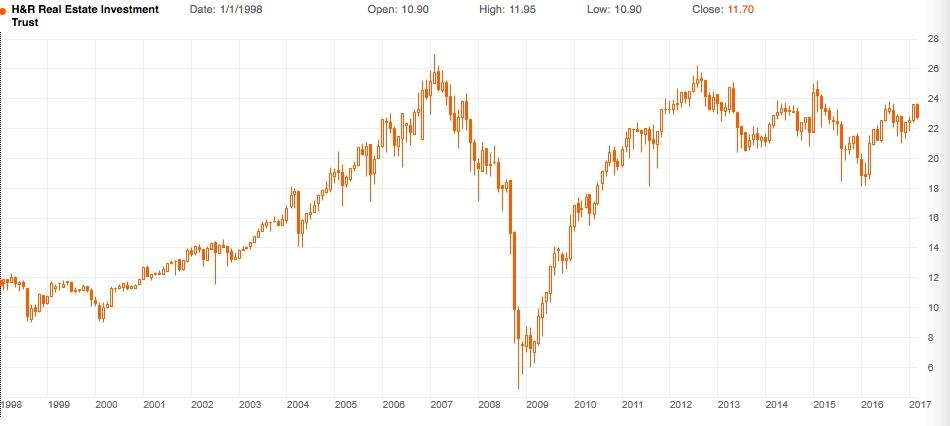 H&R Real Estate Investment
Trust
Date: 1/1/1998
Open: 10.90
High: 11.95
Low: 10.90
Close: 11.70
28
26
24
22
20
18
16
14
12
10
8
6
1998 1999 2000 2001 2002 2003 2004 2005 2006 2007 2008 2009 2010 2011 2012 2013 2014 2015 2016 2017